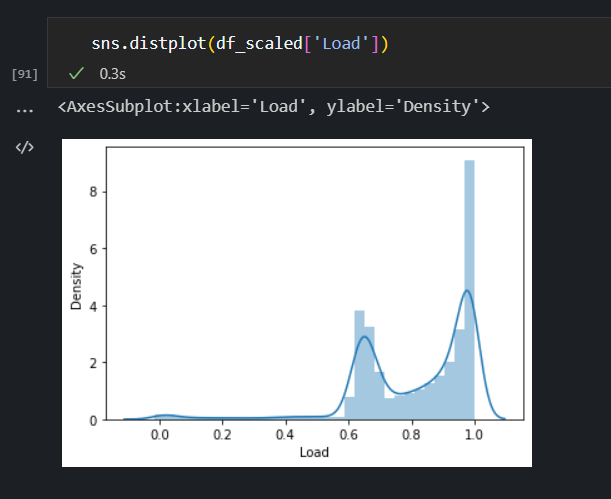 sns.distplot(df_scaled['Load'])
[91]
0.3s
...
<AxesSubplot:xlabel='Load', ylabel='Density'>
</>
8
6
4
2
0
Density
0.0 0.2 0.4 0.6 0.8 1.0
Load